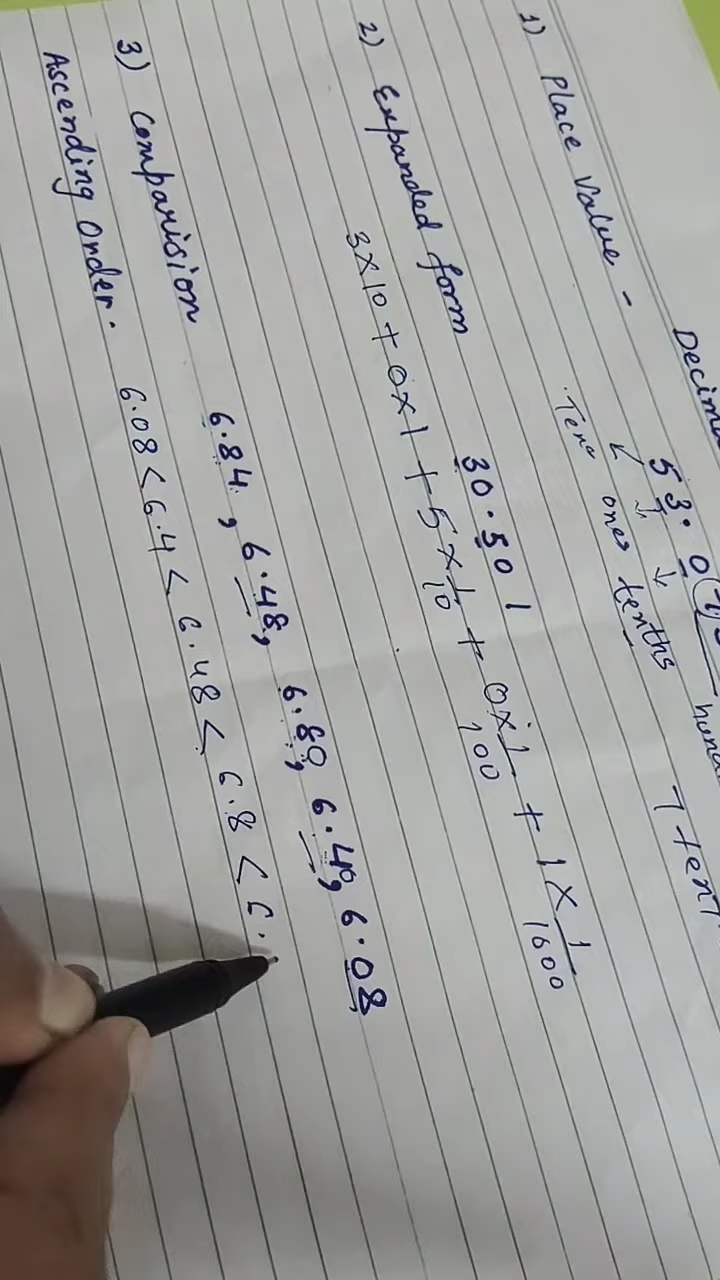 1) Place Value -
53.0
Tens ones tenths
7 tent
2) Expanded form
30.501
3×10 + 0×1 + 5×1/10 + 0×1/100 + 1×1/1000
3) Comparision
6.84, 6.48, 6.80, 6.40, 6.08
Ascending Order. 6.08 < 6.4 < 6.48 < 6.8 < 6.